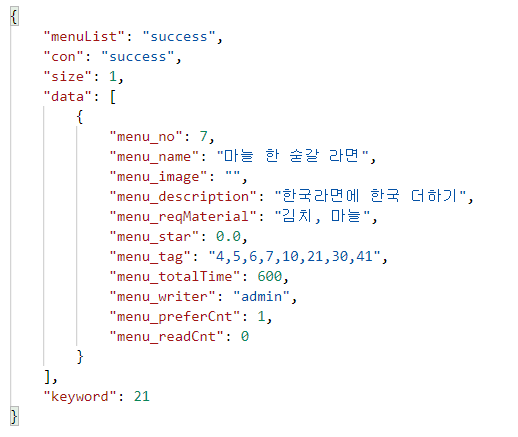 {
"menuList": "success",
"con": "success",
"size": 1,
"data": [
{
"menu_no": 7,
"menu_name": "마늘 한 숟갈 라면",
"menu_image": "",
"menu_description": "한국라면에 한국 더하기",
"menu_reqMaterial": "김치, 마늘",
"menu_star": 0.0,
"menu_tag": "4,5,6,7,10,21,30,41",
"menu_totalTime": 600,
"menu_writer": "admin",
"menu_preferCnt": 1,
"menu_readCnt": 0
}
],
"keyword": 21
}